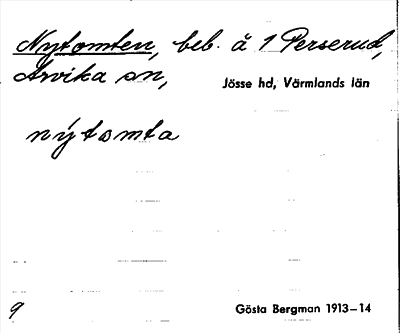 Nytomten, beb. å 1 Perserud,
Arvika sn,
Jösse hd, Värmlands län
nýtomta
9
Gösta Bergman 1913–14